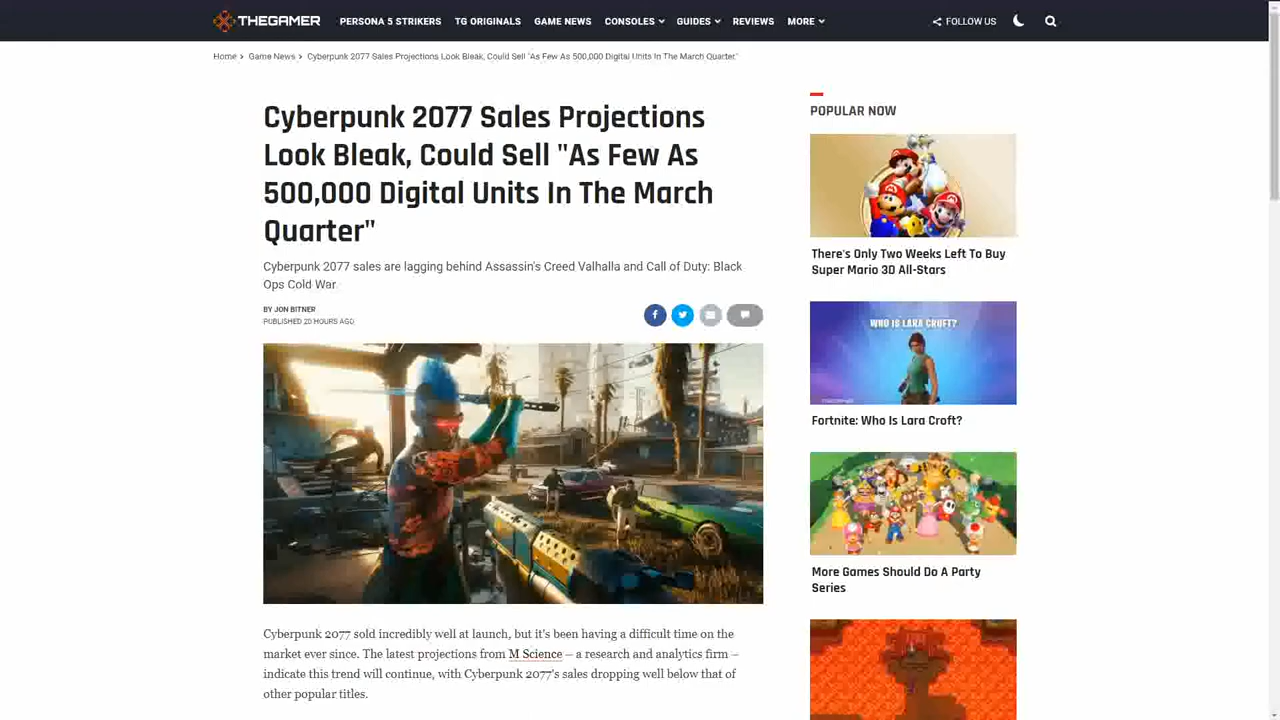 THEGAMER PERSONA 5 STRIKERS TG ORIGINALS GAME NEWS CONSOLES GUIDES REVIEWS MORE FOLLOW US
Home > Game News > Cyberpunk 2077 Sales Projections Look Bleak, Could Sell "As Few As 500,000 Digital Units In The March Quarter"
Cyberpunk 2077 Sales Projections
Look Bleak, Could Sell "As Few As
500,000 Digital Units In The March
Quarter"
Cyberpunk 2077 sales are lagging behind Assassin's Creed Valhalla and Call of Duty: Black
Ops Cold War.
BY JON BITNER
PUBLISHED 20 HOURS AGO
Cyberpunk 2077 sold incredibly well at launch, but it's been having a difficult time on the
market ever since. The latest projections from M Science – a research and analytics firm –
indicate this trend will continue, with Cyberpunk 2077's sales dropping well below that of
other popular titles.
POPULAR NOW
There's Only Two Weeks Left To Buy
Super Mario 3D All-Stars
WHO IS LARA CROFT?
THEGAMER
Fortnite: Who Is Lara Croft?
More Games Should Do A Party
Series